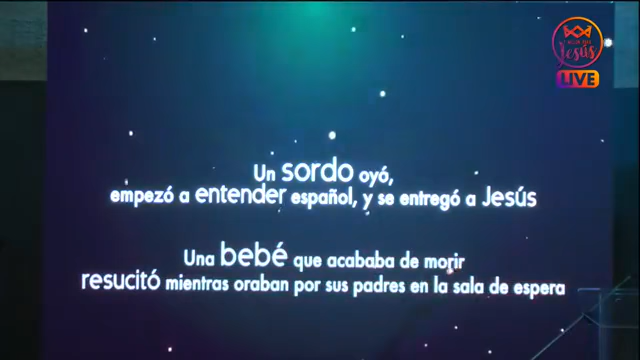 Jesús
LIVE
Un sordo oyó,
empezó a entender español, y se entregó a Jesús
Una bebé que acababa de morir
resucitó mientras oraban por sus padres en la sala de espera